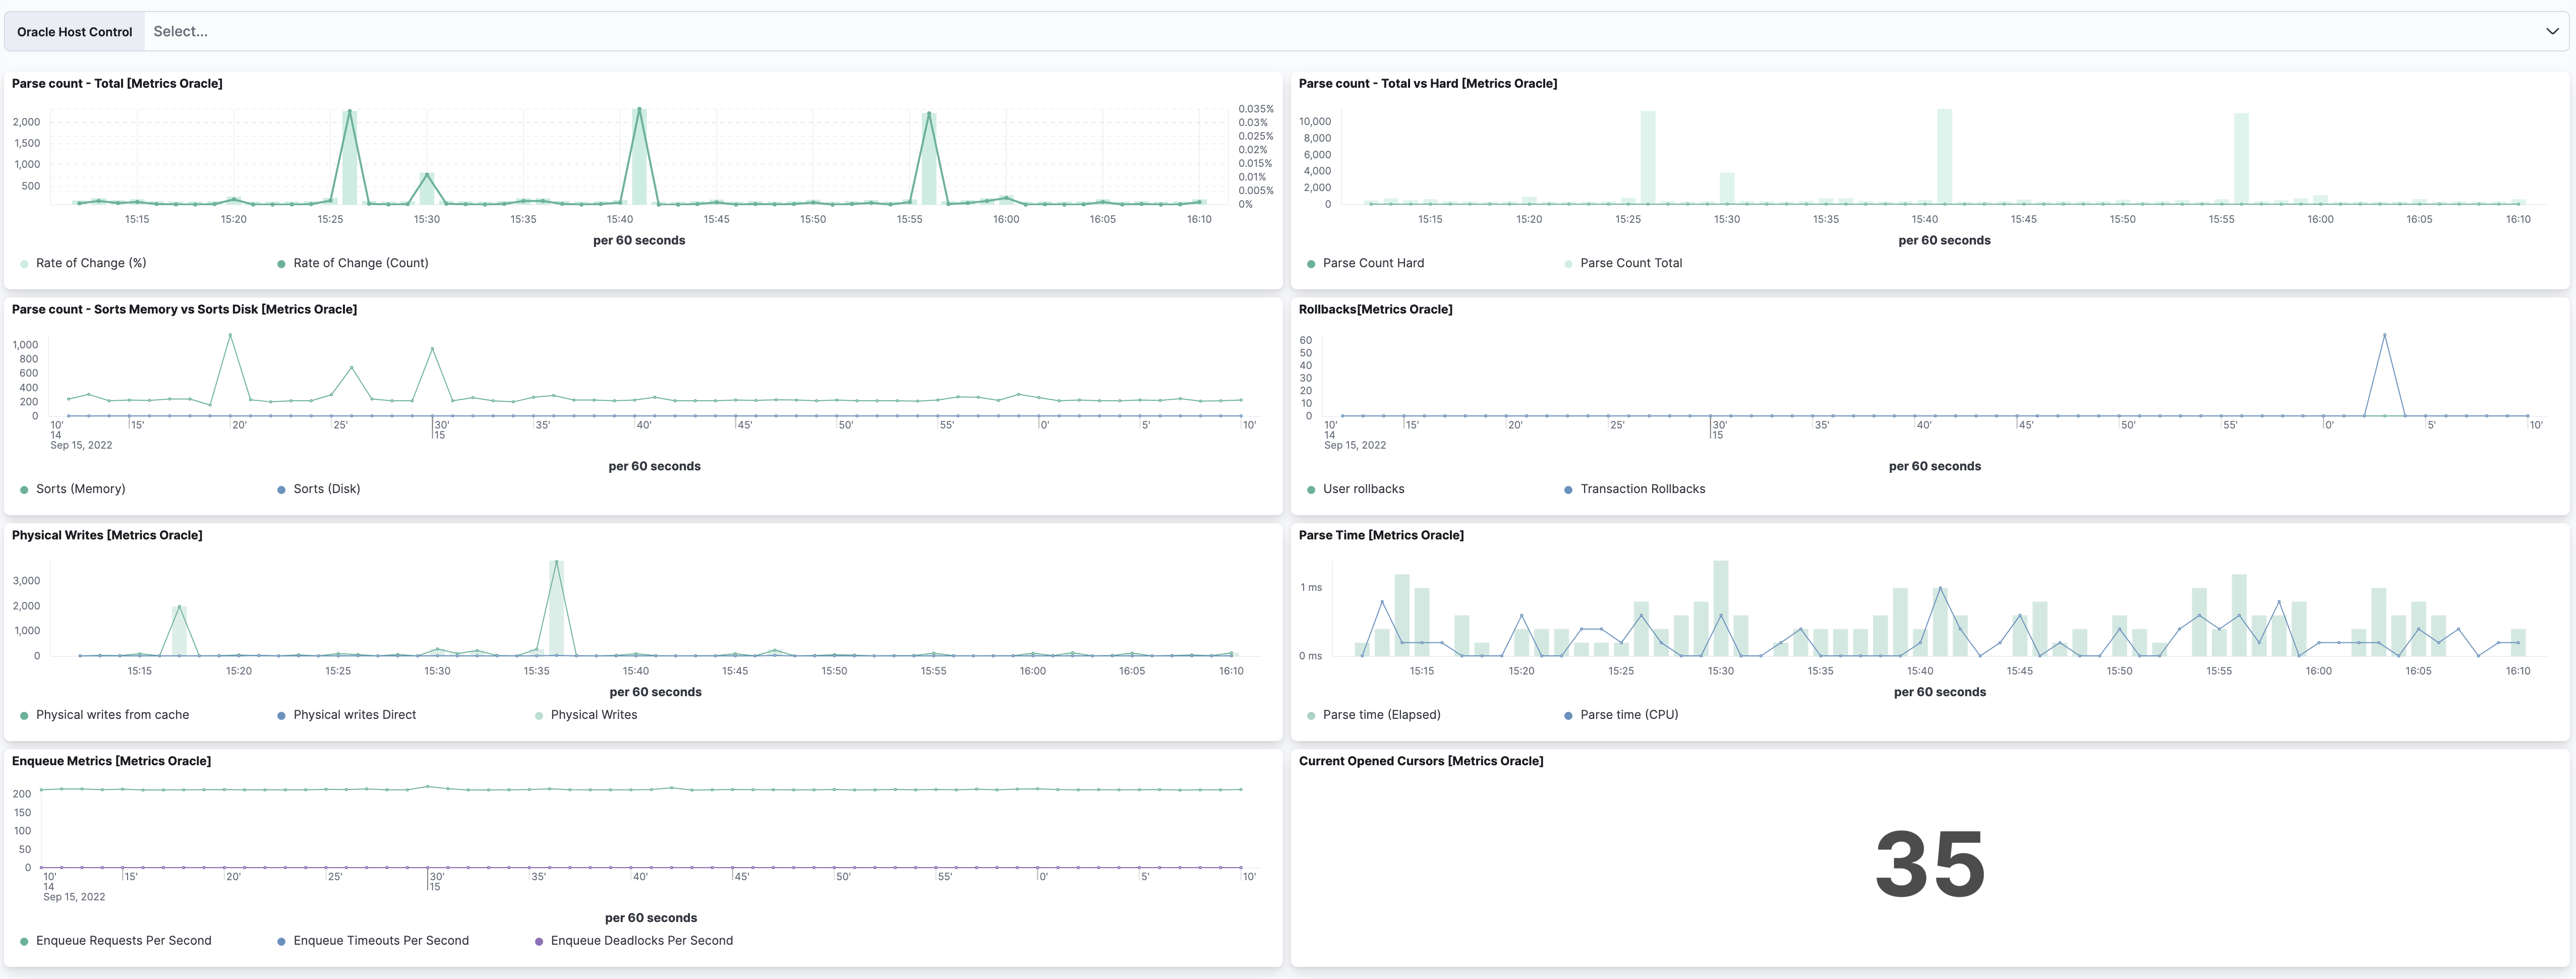 Oracle Host Control Select...
Parse count - Total [Metrics Oracle]
2,000
1,500
1,000
500
0.035%
0.03%
0.025%
0.02%
0.015%
0.01%
0.005%
0%
15:15 15:20 15:25 15:30 15:35 15:40 15:45 15:50 15:55 16:00 16:05 16:10
per 60 seconds
Rate of Change (%) Rate of Change (Count)
Parse count - Total vs Hard [Metrics Oracle]
10,000
8,000
6,000
4,000
2,000
0
15:15 15:20 15:25 15:30 15:35 15:40 15:45 15:50 15:55 16:00 16:05 16:10
per 60 seconds
Parse Count Hard Parse Count Total
Parse count - Sorts Memory vs Sorts Disk [Metrics Oracle]
1,000
800
600
400
200
0
10' 15' 20' 25' 30' 35' 40' 45' 50' 55' 0' 5' 10'
14 15
Sep 15, 2022
per 60 seconds
Sorts (Memory) Sorts (Disk)
Rollbacks[Metrics Oracle]
60
50
40
30
20
10
0
10' 15' 20' 25' 30' 35' 40' 45' 50' 55' 0' 5' 10'
14 15
Sep 15, 2022
per 60 seconds
User rollbacks Transaction Rollbacks
Physical Writes [Metrics Oracle]
3,000
2,000
1,000
0
15:15 15:20 15:25 15:30 15:35 15:40 15:45 15:50 15:55 16:00 16:05 16:10
per 60 seconds
Physical writes from cache Physical writes Direct Physical Writes
Parse Time [Metrics Oracle]
1 ms
0 ms
15:15 15:20 15:25 15:30 15:35 15:40 15:45 15:50 15:55 16:00 16:05 16:10
per 60 seconds
Parse time (Elapsed) Parse time (CPU)
Enqueue Metrics [Metrics Oracle]
200
150
100
50
0
10' 15' 20' 25' 30' 35' 40' 45' 50' 55' 0' 5' 10'
14 15
Sep 15, 2022
per 60 seconds
Enqueue Requests Per Second Enqueue Timeouts Per Second Enqueue Deadlocks Per Second
Current Opened Cursors [Metrics Oracle]
35